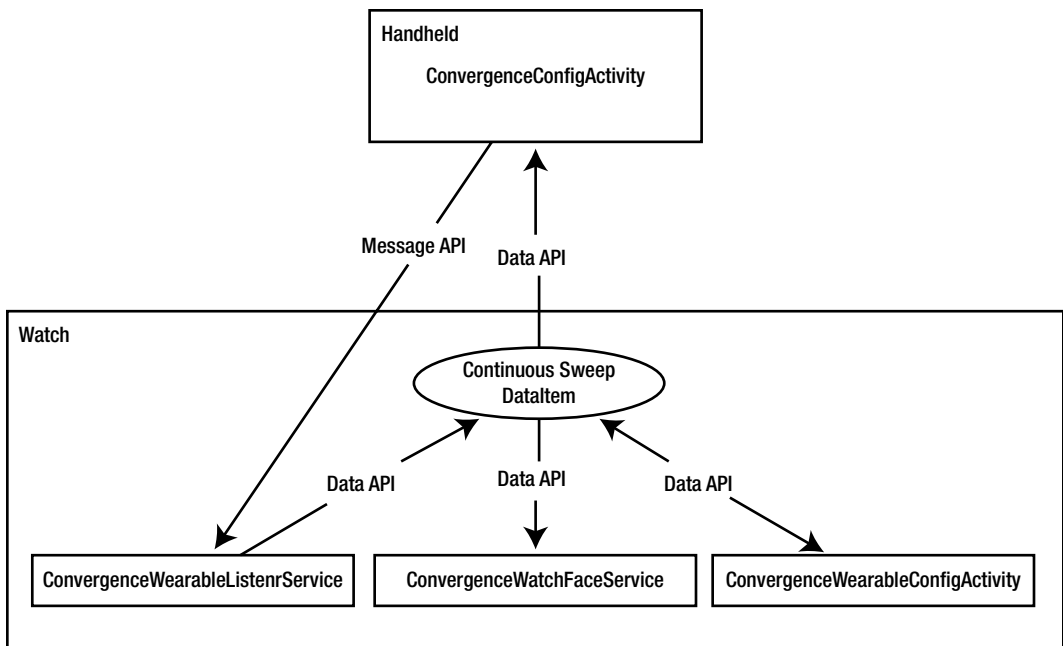 Handheld
ConvergenceConfigActivity
Message API
Data API
Watch
Continuous Sweep
DataItem
Data API
Data API
Data API
ConvergenceWearableListenrService
ConvergenceWatchFaceService
ConvergenceWearableConfigActivity